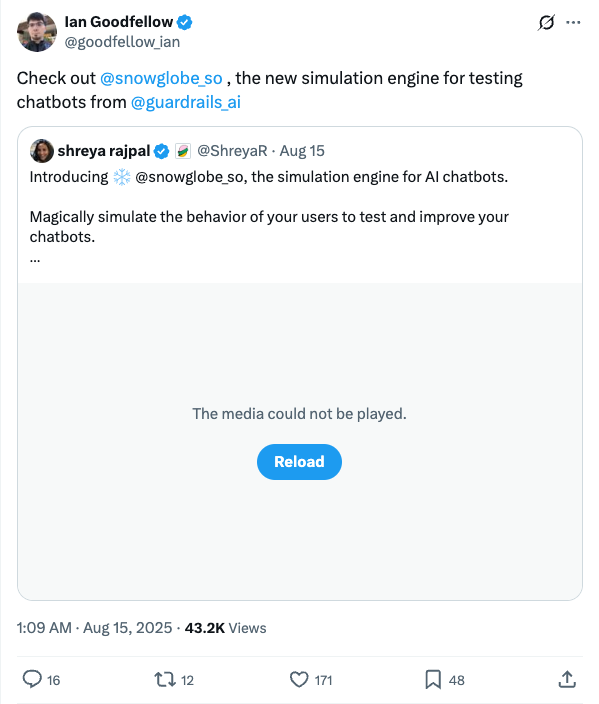 Ian Goodfellow
@goodfellow_ian
Check out @snowglobe_so , the new simulation engine for testing
chatbots from @guardrails_ai
shreya rajpal @ShreyaR · Aug 15
Introducing ❄️ @snowglobe_so, the simulation engine for AI chatbots.
Magically simulate the behavior of your users to test and improve your
chatbots.
...
The media could not be played.
Reload
1:09 AM · Aug 15, 2025 · 43.2K Views
16 12 171 48